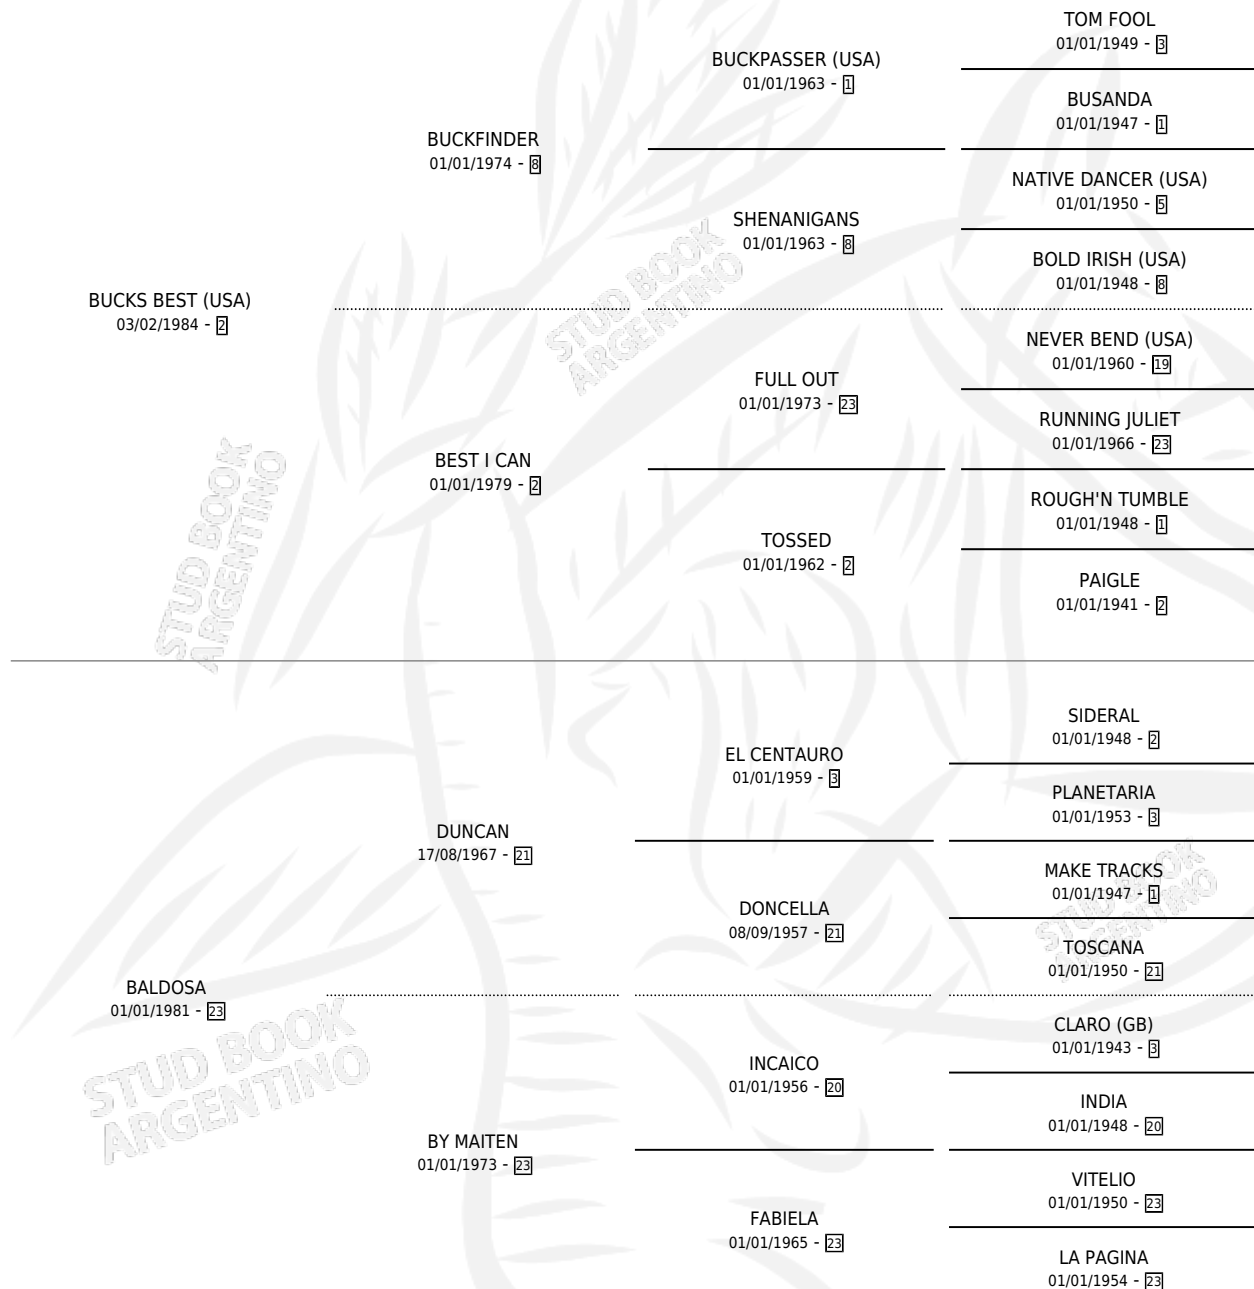 BUCKS BEST (USA)
03/02/1984 - 2
BUCKFINDER
01/01/1974 - 8
BEST I CAN
01/01/1979 - 2
BUCKPASSER (USA)
01/01/1963 - 1
SHENANIGANS
01/01/1963 - 8
FULL OUT
01/01/1973 - 23
TOSSED
01/01/1962 - 2
TOM FOOL
01/01/1949 - 3
BUSANDA
01/01/1947 - 1
NATIVE DANCER (USA)
01/01/1950 - 5
BOLD IRISH (USA)
01/01/1948 - 8
NEVER BEND (USA)
01/01/1960 - 19
RUNNING JULIET
01/01/1966 - 23
ROUGH'N TUMBLE
01/01/1948 - 1
PAIGLE
01/01/1941 - 2
BALDOSA
01/01/1981 - 23
DUNCAN
17/08/1967 - 21
BY MAITEN
01/01/1973 - 23
EL CENTAURO
01/01/1959 - 3
DONCELLA
08/09/1957 - 21
INCAICO
01/01/1956 - 20
FABIELA
01/01/1965 - 23
SIDERAL
01/01/1948 - 2
PLANETARIA
01/01/1953 - 3
MAKE TRACKS
01/01/1947 - 1
TOSCANA
01/01/1950 - 21
CLARO (GB)
01/01/1943 - 3
INDIA
01/01/1948 - 20
VITELIO
01/01/1950 - 23
LA PAGINA
01/01/1954 - 23
STUD BOOK
ARGENTINO
STUD BOOK
ARGENTINO
STUD BOOK
ARGENTINO
STUD BOOK
ARGENTINO